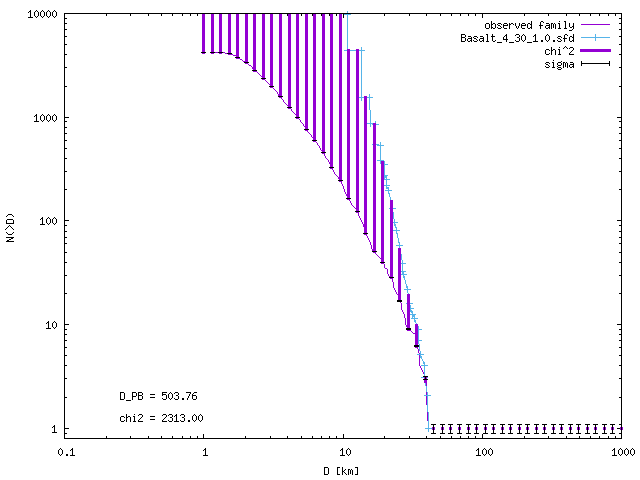 10000
1000
100
10
1
N(>D)
observed family
Basalt_4_30_1.0.sfd
chi^2
sigma
D_PB = 503.76
chi2 = 2313.00
0.1 1 10 100 1000
D [km]